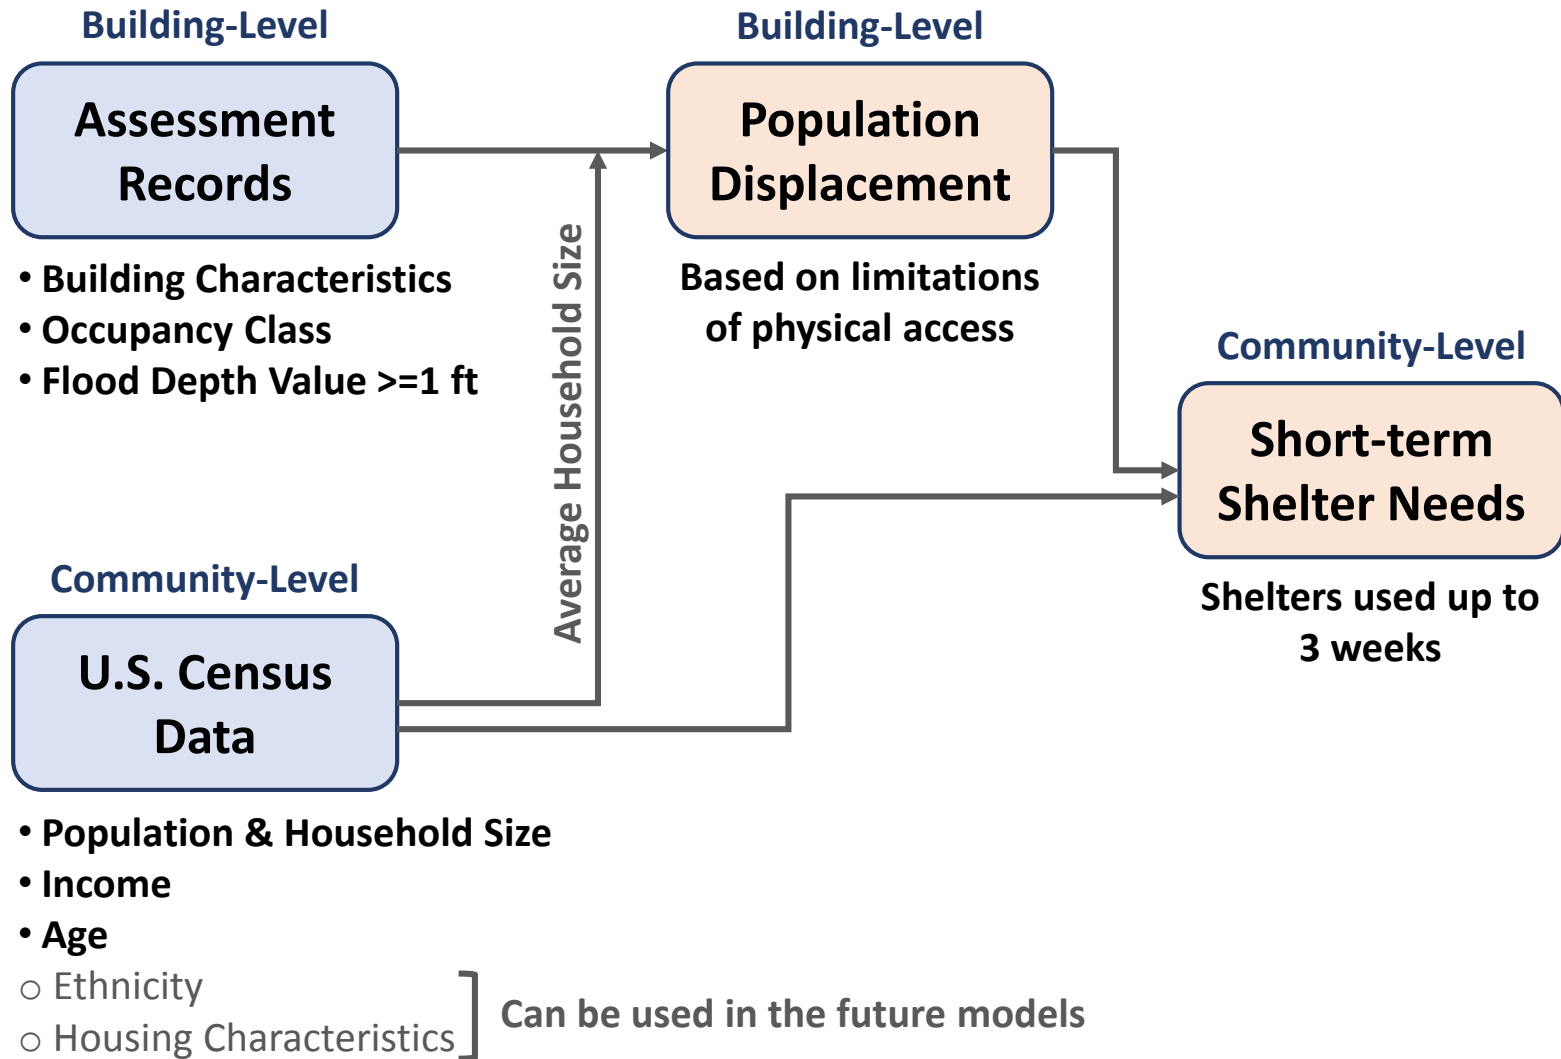 Building-Level
Assessment
Records
• Building Characteristics
• Occupancy Class
• Flood Depth Value >=1 ft
Building-Level
Population
Displacement
Based on limitations
of physical access
Average Household Size
Community-Level
Short-term
Shelter Needs
Shelters used up to
3 weeks
Community-Level
U.S. Census
Data
• Population & Household Size
• Income
• Age
○ Ethnicity
○ Housing Characteristics
Can be used in the future models